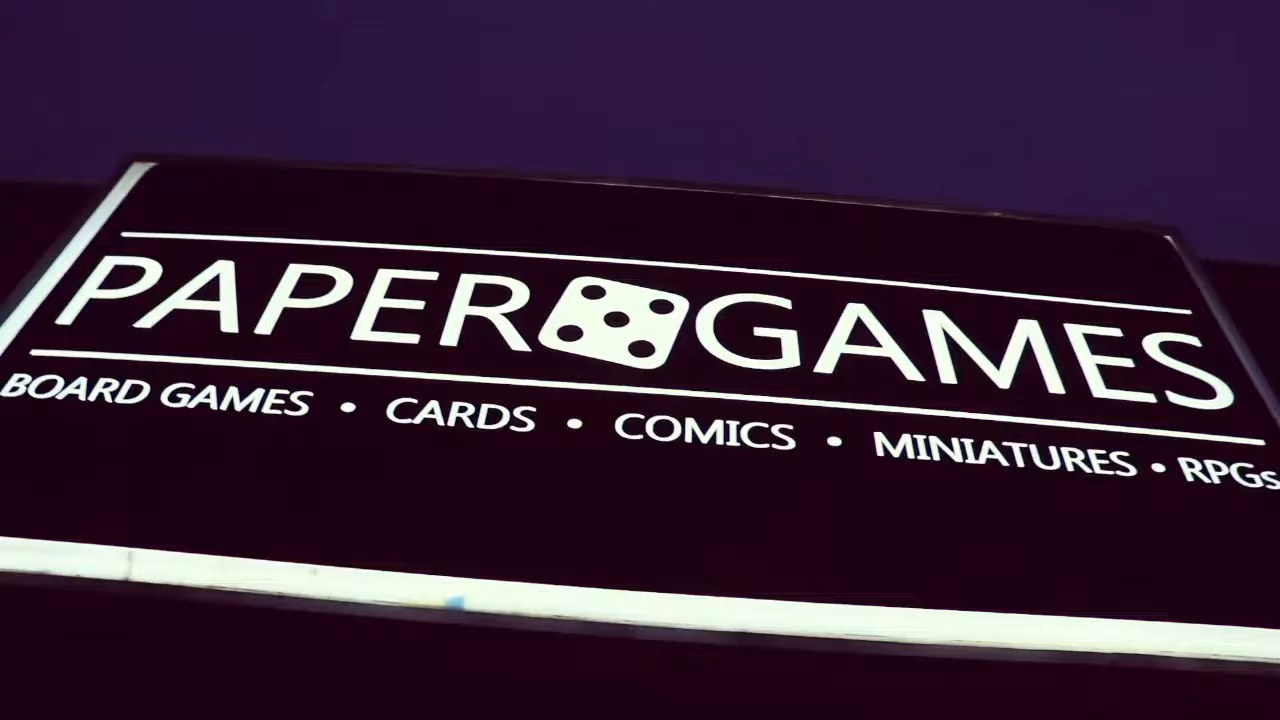 PAPER GAMES
BOARD GAMES • CARDS • COMICS • MINIATURES • RPGs